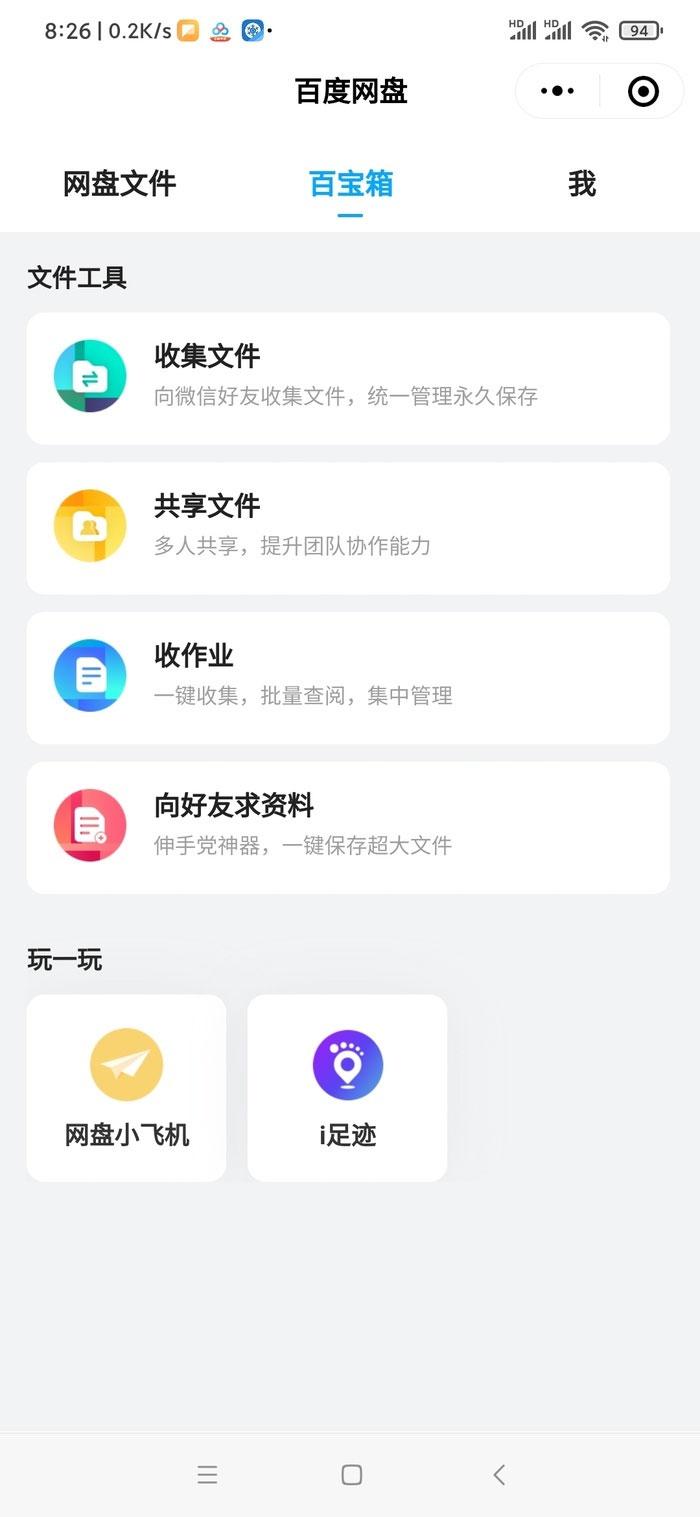 8:26 | 0.2K/s HD HD 94
百度网盘
网盘文件 百宝箱 我
文件工具
收集文件
向微信好友收集文件，统一管理永久保存
共享文件
多人共享，提升团队协作能力
收作业
一键收集，批量查阅，集中管理
向好友求资料
伸手党神器，一键保存超大文件
玩一玩
网盘小飞机 i足迹